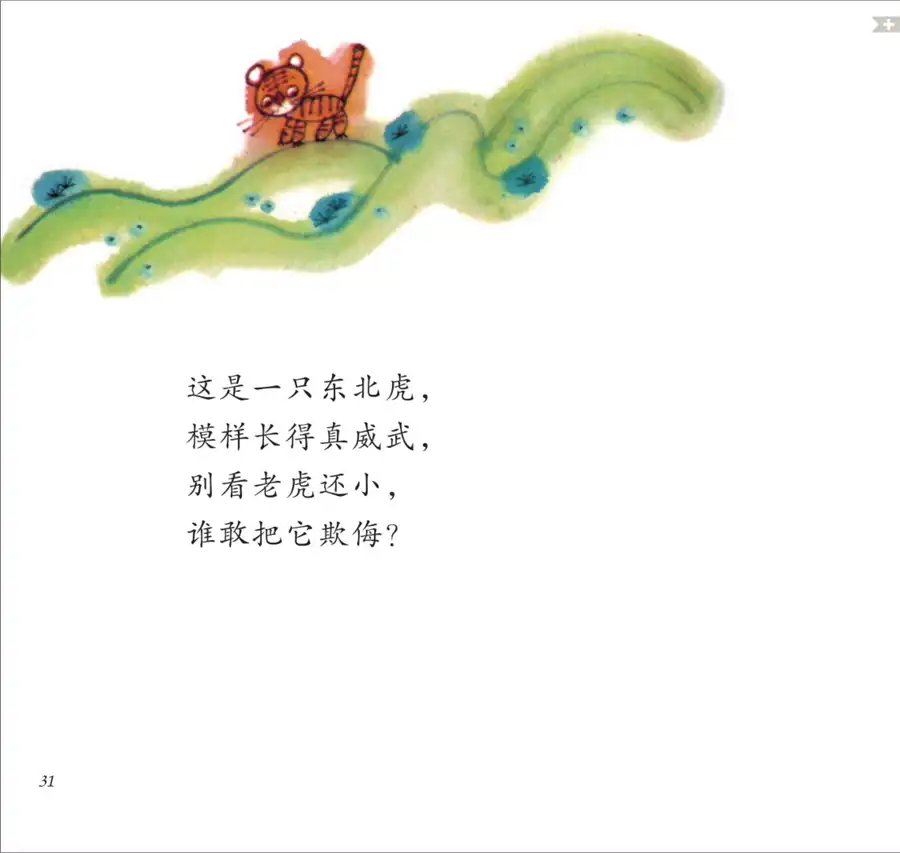 这是一只东北虎，
模样长得真威武，
别看老虎还小，
谁敢把它欺侮？
31